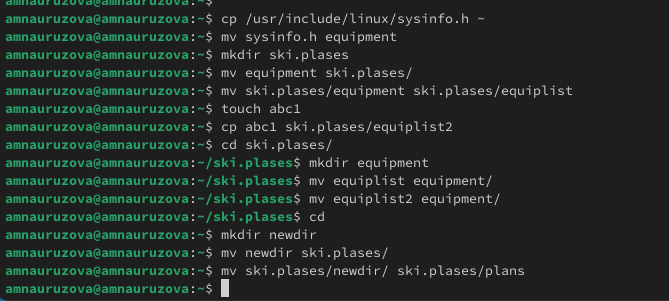 amnauruzova@amnauruzova:~$
amnauruzova@amnauruzova:~$ cp /usr/include/linux/sysinfo.h ~
amnauruzova@amnauruzova:~$ mv sysinfo.h equipment
amnauruzova@amnauruzova:~$ mkdir ski.plases
amnauruzova@amnauruzova:~$ mv equipment ski.plases/
amnauruzova@amnauruzova:~$ mv ski.plases/equipment ski.plases/equiplist
amnauruzova@amnauruzova:~$ touch abc1
amnauruzova@amnauruzova:~$ cp abc1 ski.plases/equiplist2
amnauruzova@amnauruzova:~$ cd ski.plases/
amnauruzova@amnauruzova:~/ski.plases$ mkdir equipment
amnauruzova@amnauruzova:~/ski.plases$ mv equiplist equipment/
amnauruzova@amnauruzova:~/ski.plases$ mv equiplist2 equipment/
amnauruzova@amnauruzova:~/ski.plases$ cd
amnauruzova@amnauruzova:~$ mkdir newdir
amnauruzova@amnauruzova:~$ mv newdir ski.plases/
amnauruzova@amnauruzova:~$ mv ski.plases/newdir/ ski.plases/plans
amnauruzova@amnauruzova:~$